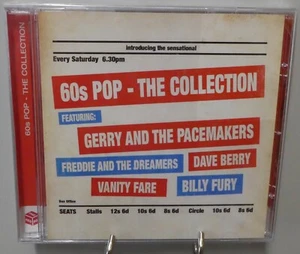 60s POP - THE COLLECTION
introducing the sensational
Every Saturday 6.30pm
60s POP - THE COLLECTION
FEATURING:
GERRY AND THE PACEMAKERS
FREDDIE AND THE DREAMERS DAVE BERRY
VANITY FARE BILLY FURY
Box Office
SEATS Stalls 12s 6d 10s 6d 8s 6d Circle 10s 6d 8s 6d